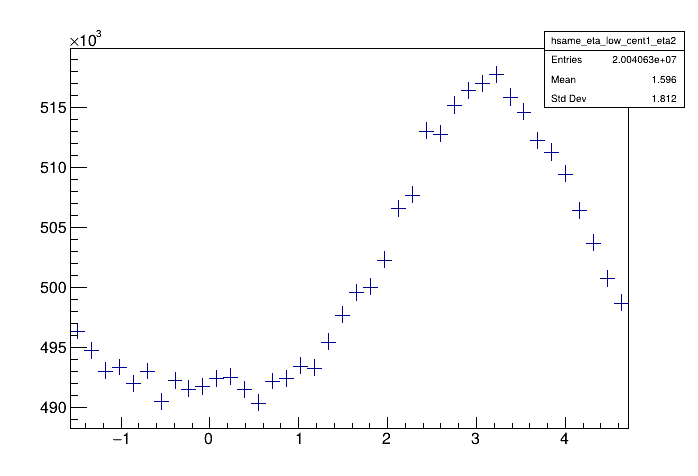 ×10³
hsame_eta_low_cent1_eta2
Entries 2.004063e+07
Mean 1.596
Std Dev 1.812
515
510
505
500
495
490
−1 0 1 2 3 4